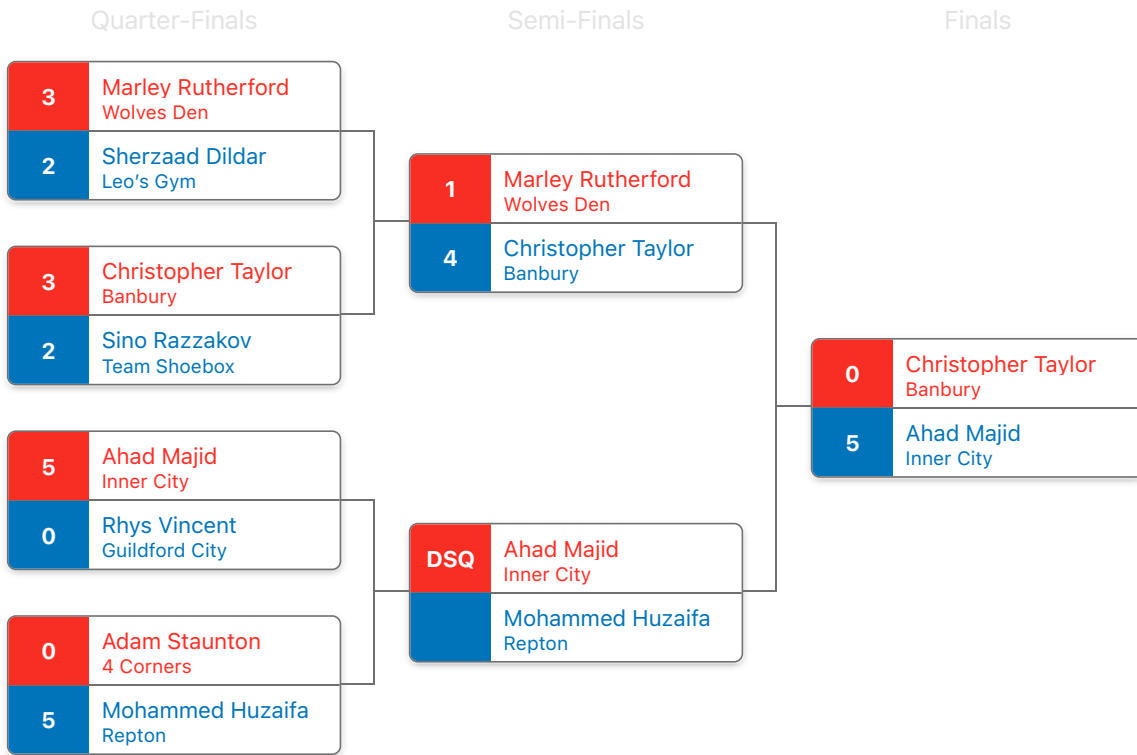 Quarter-Finals
Semi-Finals
Finals
3
Marley Rutherford
Wolves Den
2
Sherzaad Dildar
Leo’s Gym
3
Christopher Taylor
Banbury
2
Sino Razzakov
Team Shoebox
5
Ahad Majid
Inner City
0
Rhys Vincent
Guildford City
0
Adam Staunton
4 Corners
5
Mohammed Huzaifa
Repton
1
Marley Rutherford
Wolves Den
4
Christopher Taylor
Banbury
DSQ
Ahad Majid
Inner City
Mohammed Huzaifa
Repton
0
Christopher Taylor
Banbury
5
Ahad Majid
Inner City